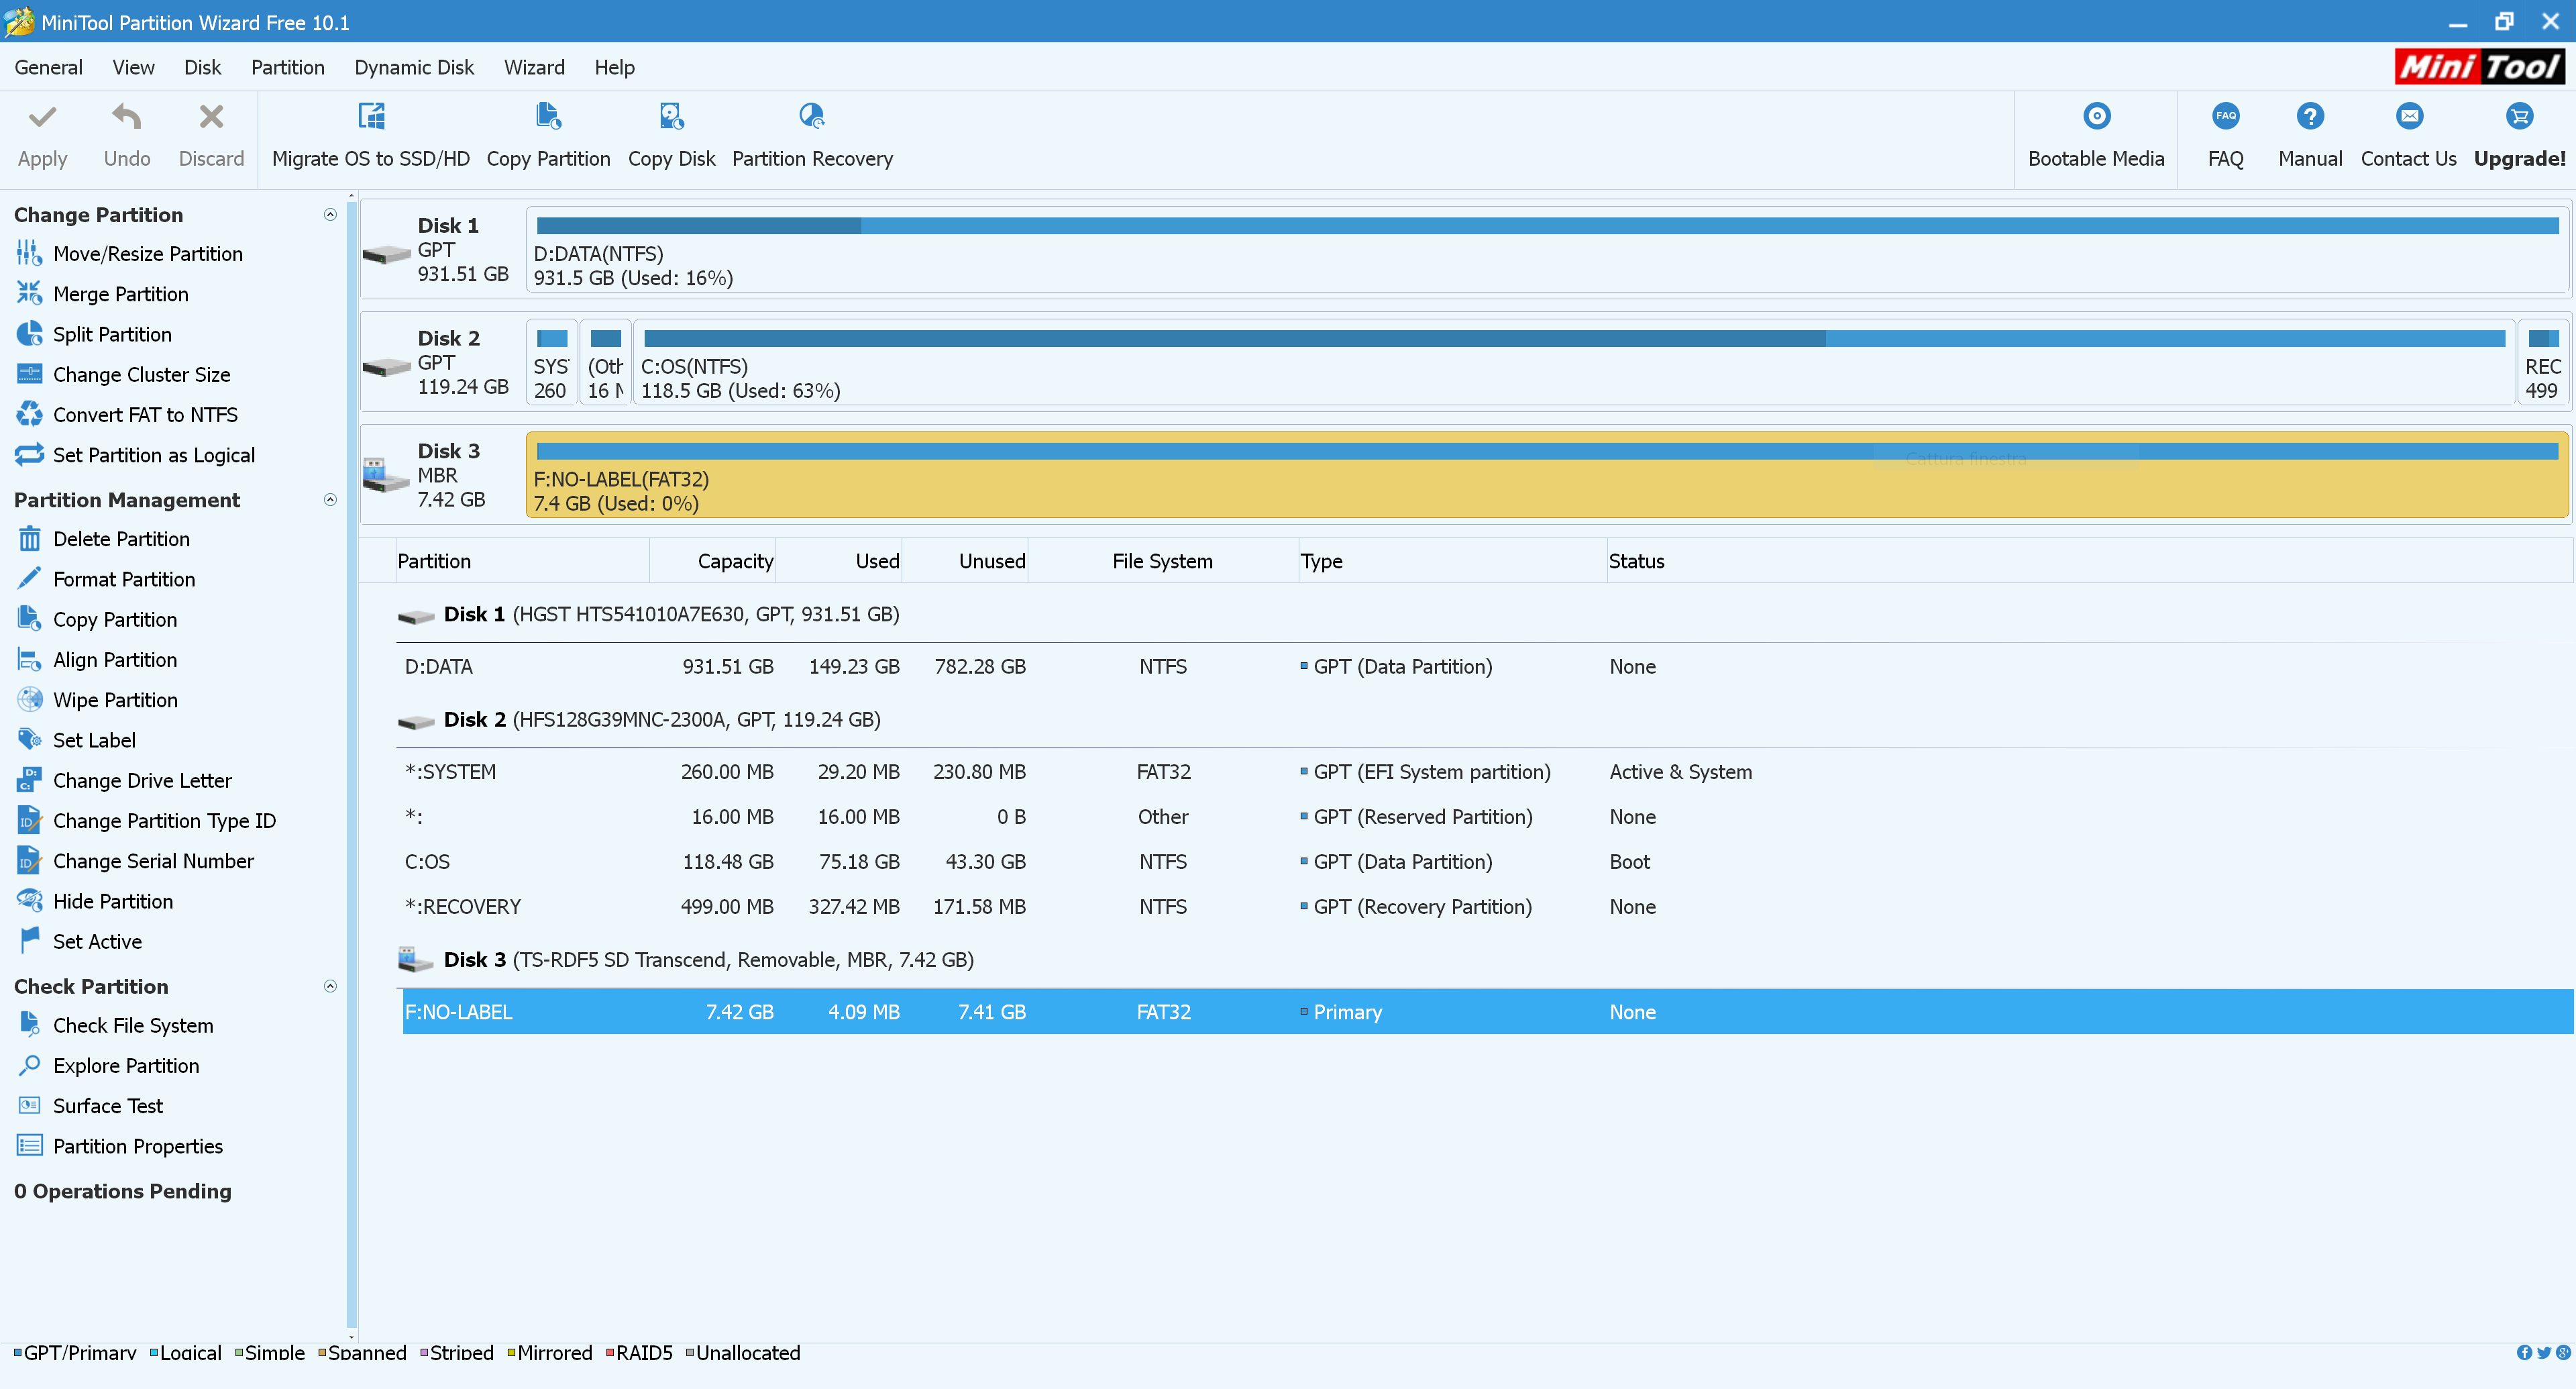 MiniTool Partition Wizard Free 10.1
General View Disk Partition Dynamic Disk Wizard Help
Mini Tool
Apply Undo Discard Migrate OS to SSD/HD Copy Partition Copy Disk Partition Recovery Bootable Media FAQ Manual Contact Us Upgrade!
Change Partition
Move/Resize Partition
Merge Partition
Split Partition
Change Cluster Size
Convert FAT to NTFS
Set Partition as Logical
Partition Management
Delete Partition
Format Partition
Copy Partition
Align Partition
Wipe Partition
Set Label
Change Drive Letter
Change Partition Type ID
Change Serial Number
Hide Partition
Set Active
Check Partition
Check File System
Explore Partition
Surface Test
Partition Properties
0 Operations Pending
Disk 1
GPT
931.51 GB
D:DATA(NTFS)
931.5 GB (Used: 16%)
Disk 2
GPT
119.24 GB
SYS
260
(Oth
16 M
C:OS(NTFS)
118.5 GB (Used: 63%)
REC
499
Disk 3
MBR
7.42 GB
F:NO-LABEL(FAT32)
7.4 GB (Used: 0%)
Cattura finestra
Partition Capacity Used Unused File System Type Status
Disk 1 (HGST HTS541010A7E630, GPT, 931.51 GB)
D:DATA 931.51 GB 149.23 GB 782.28 GB NTFS GPT (Data Partition) None
Disk 2 (HFS128G39MNC-2300A, GPT, 119.24 GB)
*:SYSTEM 260.00 MB 29.20 MB 230.80 MB FAT32 GPT (EFI System partition) Active & System
*: 16.00 MB 16.00 MB 0 B Other GPT (Reserved Partition) None
C:OS 118.48 GB 75.18 GB 43.30 GB NTFS GPT (Data Partition) Boot
*:RECOVERY 499.00 MB 327.42 MB 171.58 MB NTFS GPT (Recovery Partition) None
Disk 3 (TS-RDF5 SD Transcend, Removable, MBR, 7.42 GB)
F:NO-LABEL 7.42 GB 4.09 MB 7.41 GB FAT32 Primary None
GPT/Primary Logical Simple Spanned Striped Mirrored RAID5 Unallocated